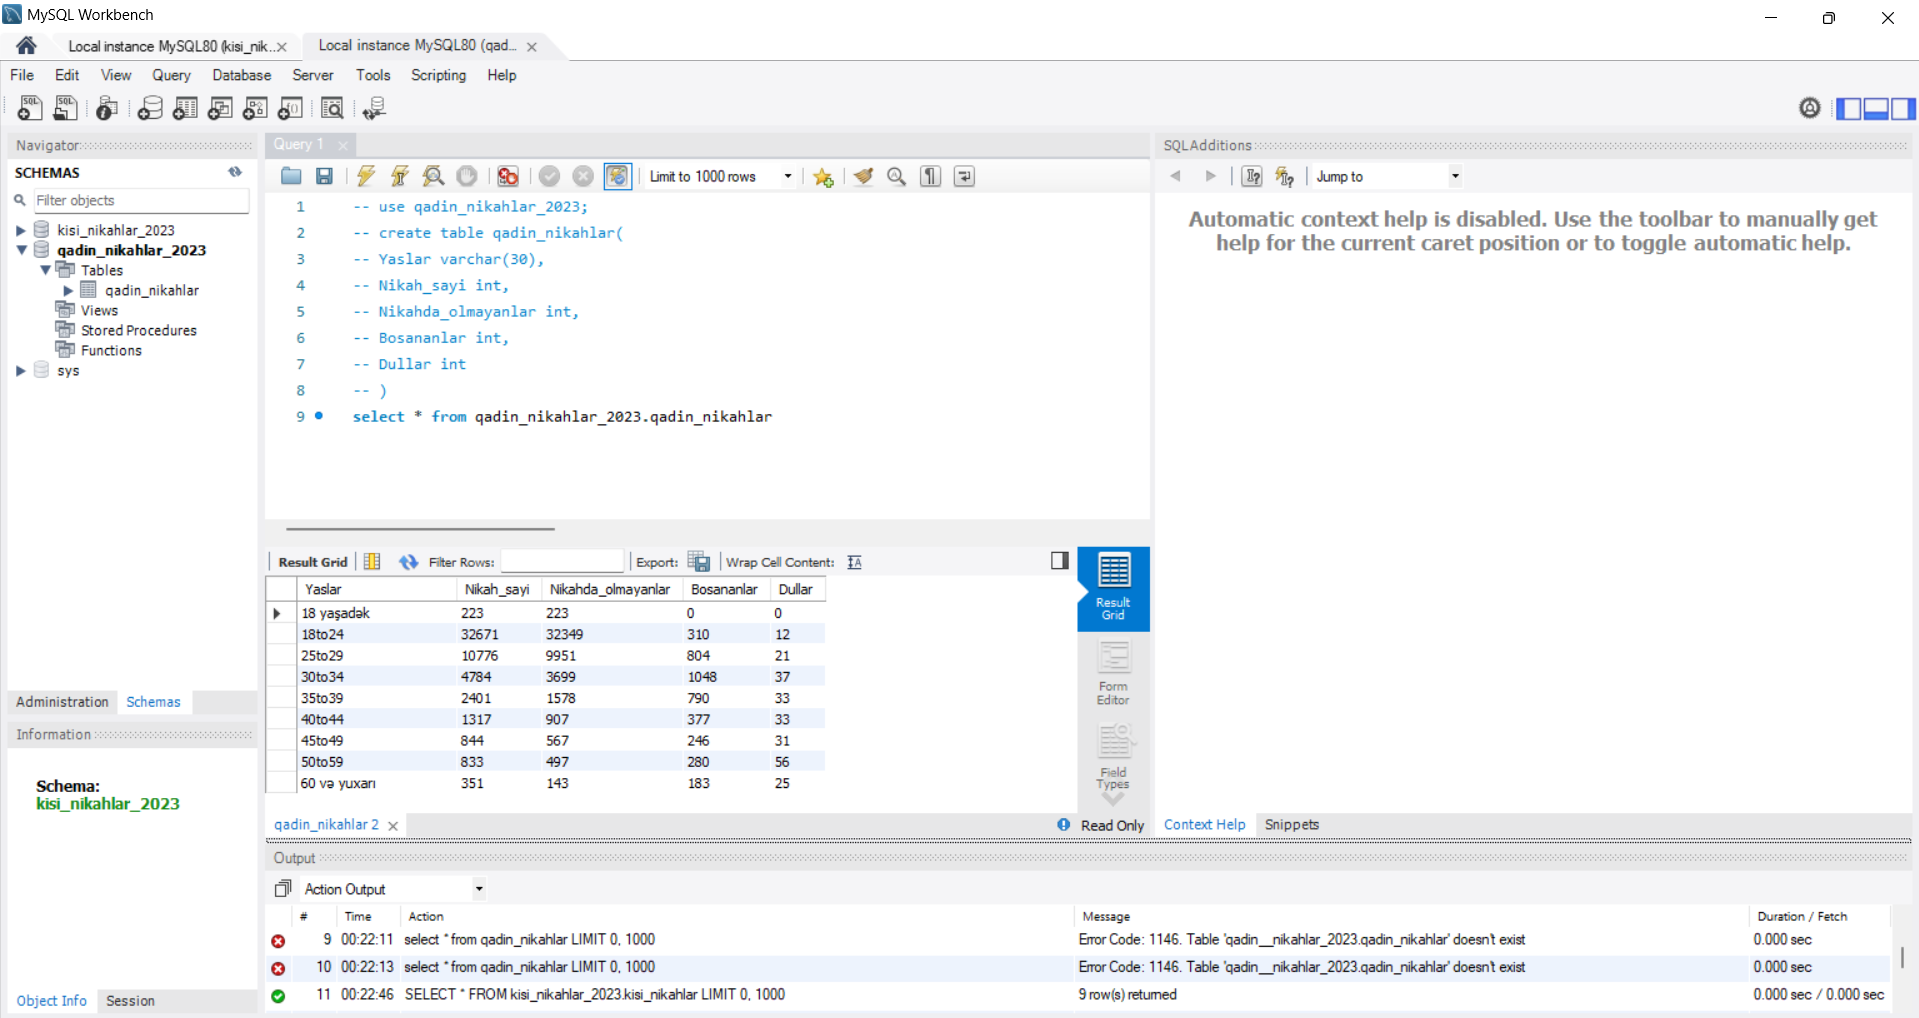 MySQL Workbench
Local instance MySQL80 (kisi_nik... Local instance MySQL80 (qad...
File Edit View Query Database Server Tools Scripting Help
Navigator
SCHEMAS
Filter objects
kisi_nikahlar_2023
qadin_nikahlar_2023
Tables
qadin_nikahlar
Views
Stored Procedures
Functions
sys
Administration Schemas
Information
Schema:
kisi_nikahlar_2023
Object Info Session
Query 1
Limit to 1000 rows
1 -- use qadin_nikahlar_2023;
2 -- create table qadin_nikahlar(
3 -- Yaslar varchar(30),
4 -- Nikah_sayi int,
5 -- Nikahda_olmayanlar int,
6 -- Bosananlar int,
7 -- Dullar int
8 -- )
9 select * from qadin_nikahlar_2023.qadin_nikahlar
Result Grid Filter Rows: Export: Wrap Cell Content:
Yaslar Nikah_sayi Nikahda_olmayanlar Bosananlar Dullar
18 yaşadək 223 223 0 0
18to24 32671 32349 310 12
25to29 10776 9951 804 21
30to34 4784 3699 1048 37
35to39 2401 1578 790 33
40to44 1317 907 377 33
45to49 844 567 246 31
50to59 833 497 280 56
60 və yuxarı 351 143 183 25
Result
Grid
Form
Editor
Field
Types
qadin_nikahlar 2 Read Only
SQLAdditions
Jump to
Automatic context help is disabled. Use the toolbar to manually get
help for the current caret position or to toggle automatic help.
Context Help Snippets
Output
Action Output
# Time Action Message Duration / Fetch
9 00:22:11 select * from qadin_nikahlar LIMIT 0, 1000 Error Code: 1146. Table 'qadin__nikahlar_2023.qadin_nikahlar' doesn't exist 0.000 sec
10 00:22:13 select * from qadin_nikahlar LIMIT 0, 1000 Error Code: 1146. Table 'qadin__nikahlar_2023.qadin_nikahlar' doesn't exist 0.000 sec
11 00:22:46 SELECT * FROM kisi_nikahlar_2023.kisi_nikahlar LIMIT 0, 1000 9 row(s) returned 0.000 sec / 0.000 sec